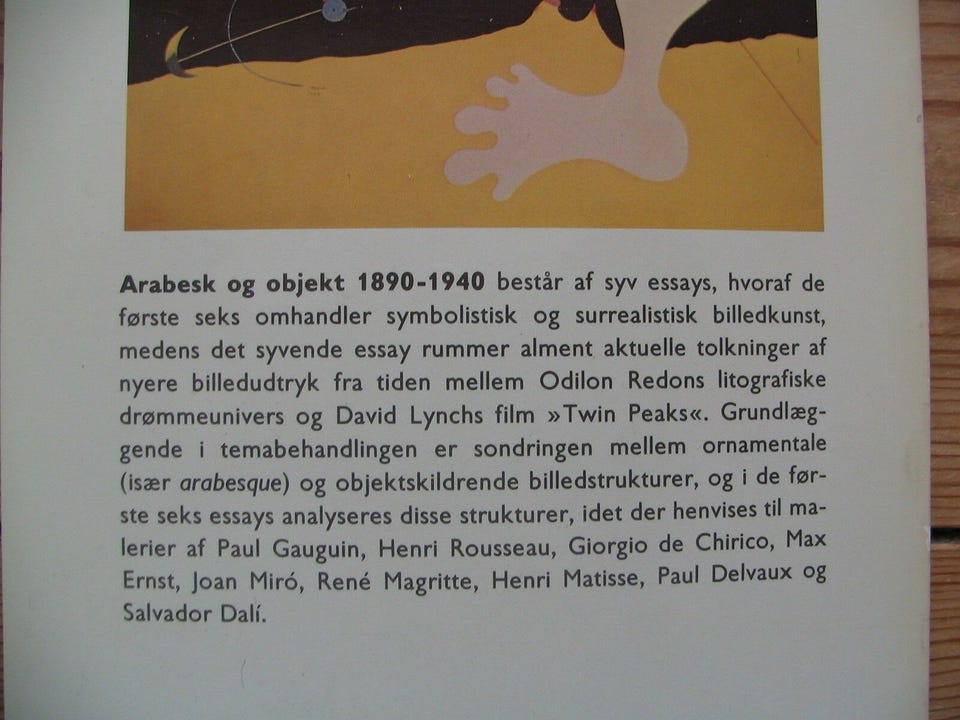 Arabesk og objekt 1890-1940 består af syv essays, hvoraf de
første seks omhandler symbolistisk og surrealistisk billedkunst,
medens det syvende essay rummer alment aktuelle tolkninger af
nyere billedudtryk fra tiden mellem Odilon Redons litografiske
drømmeunivers og David Lynchs film »Twin Peaks«. Grundlæg-
gende i temabehandlingen er sondringen mellem ornamentale
(især arabesque) og objektskildrende billedstrukturer, og i de før-
ste seks essays analyseres disse strukturer, idet der henvises til ma-
lerier af Paul Gauguin, Henri Rousseau, Giorgio de Chirico, Max
Ernst, Joan Miró, René Magritte, Henri Matisse, Paul Delvaux og
Salvador Dalí.